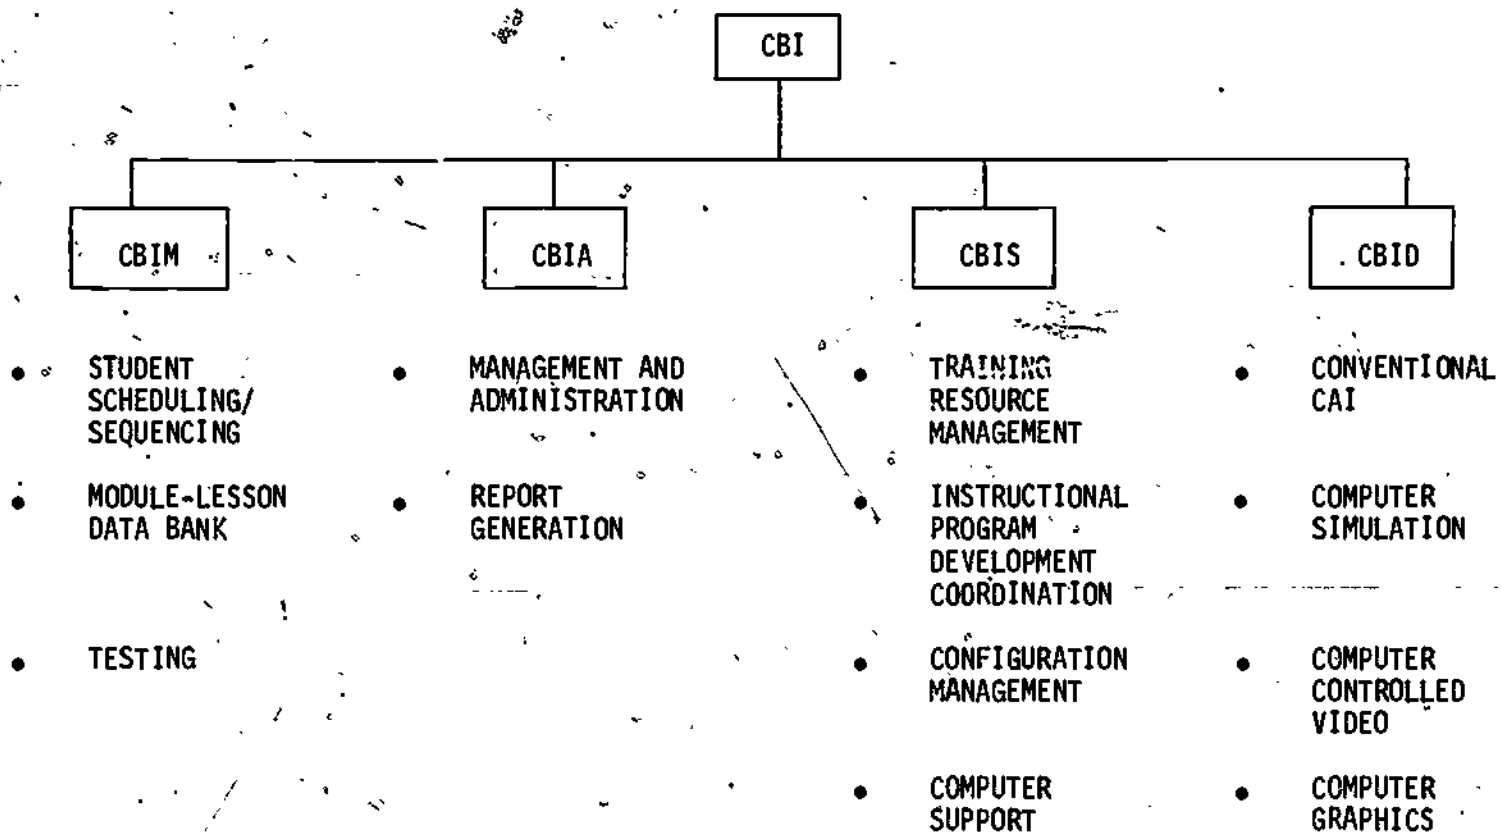 CBI
CBIM
CBIA
CBIS
CBID
• STUDENT
SCHEDULING/
SEQUENCING
• MODULE-LESSON
DATA BANK
• TESTING
• MANAGEMENT AND
ADMINISTRATION
• REPORT
GENERATION
• TRAINING
RESOURCE
MANAGEMENT
• INSTRUCTIONAL
PROGRAM
DEVELOPMENT
COORDINATION
• CONFIGURATION
MANAGEMENT
• COMPUTER
SUPPORT
• CONVENTIONAL
CAI
• COMPUTER
SIMULATION
• COMPUTER
CONTROLLED
VIDEO
• COMPUTER
GRAPHICS